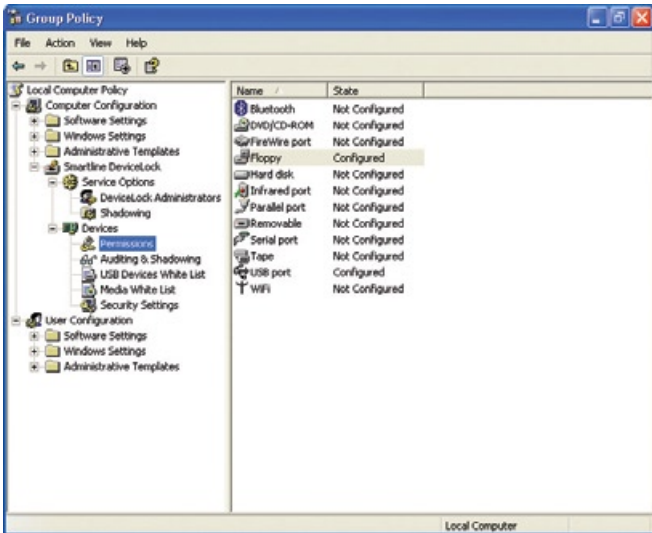 Group Policy
File Action View Help
Local Computer Policy
Computer Configuration
Software Settings
Windows Settings
Administrative Templates
Smartline DeviceLock
Service Options
DeviceLock Administrators
Shadowing
Devices
Permissions
Auditing & Shadowing
USB Devices White List
Media White List
Security Settings
User Configuration
Software Settings
Windows Settings
Administrative Templates
Name State
Bluetooth Not Configured
DVD/CD-ROM Not Configured
FireWire port Not Configured
Floppy Configured
Hard disk Not Configured
Infrared port Not Configured
Parallel port Not Configured
Removable Not Configured
Serial port Not Configured
Tape Not Configured
USB port Configured
WiFi Not Configured
Local Computer